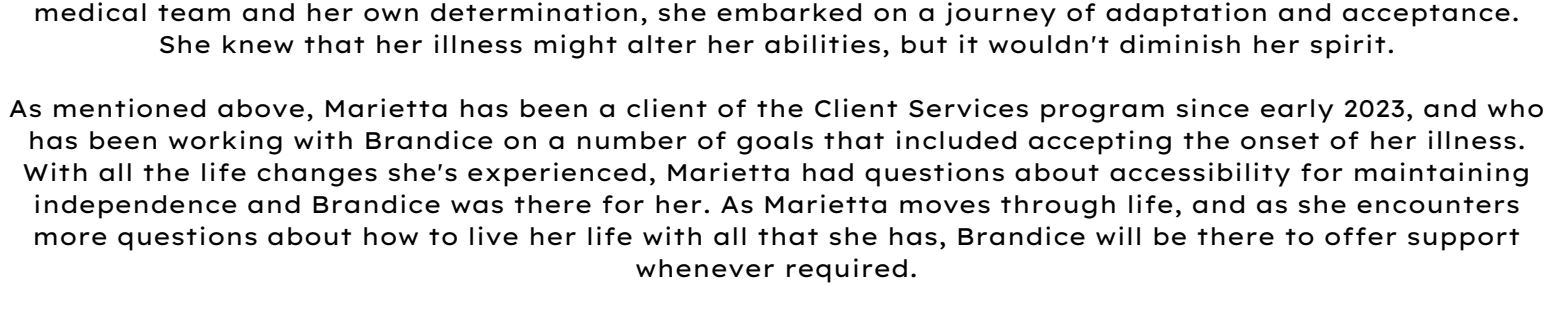 medical team and her own determination, she embarked on a journey of adaptation and acceptance.
She knew that her illness might alter her abilities, but it wouldn't diminish her spirit.
As mentioned above, Marietta has been a client of the Client Services program since early 2023, and who
has been working with Brandice on a number of goals that included accepting the onset of her illness.
With all the life changes she's experienced, Marietta had questions about accessibility for maintaining
independence and Brandice was there for her. As Marietta moves through life, and as she encounters
more questions about how to live her life with all that she has, Brandice will be there to offer support
whenever required.